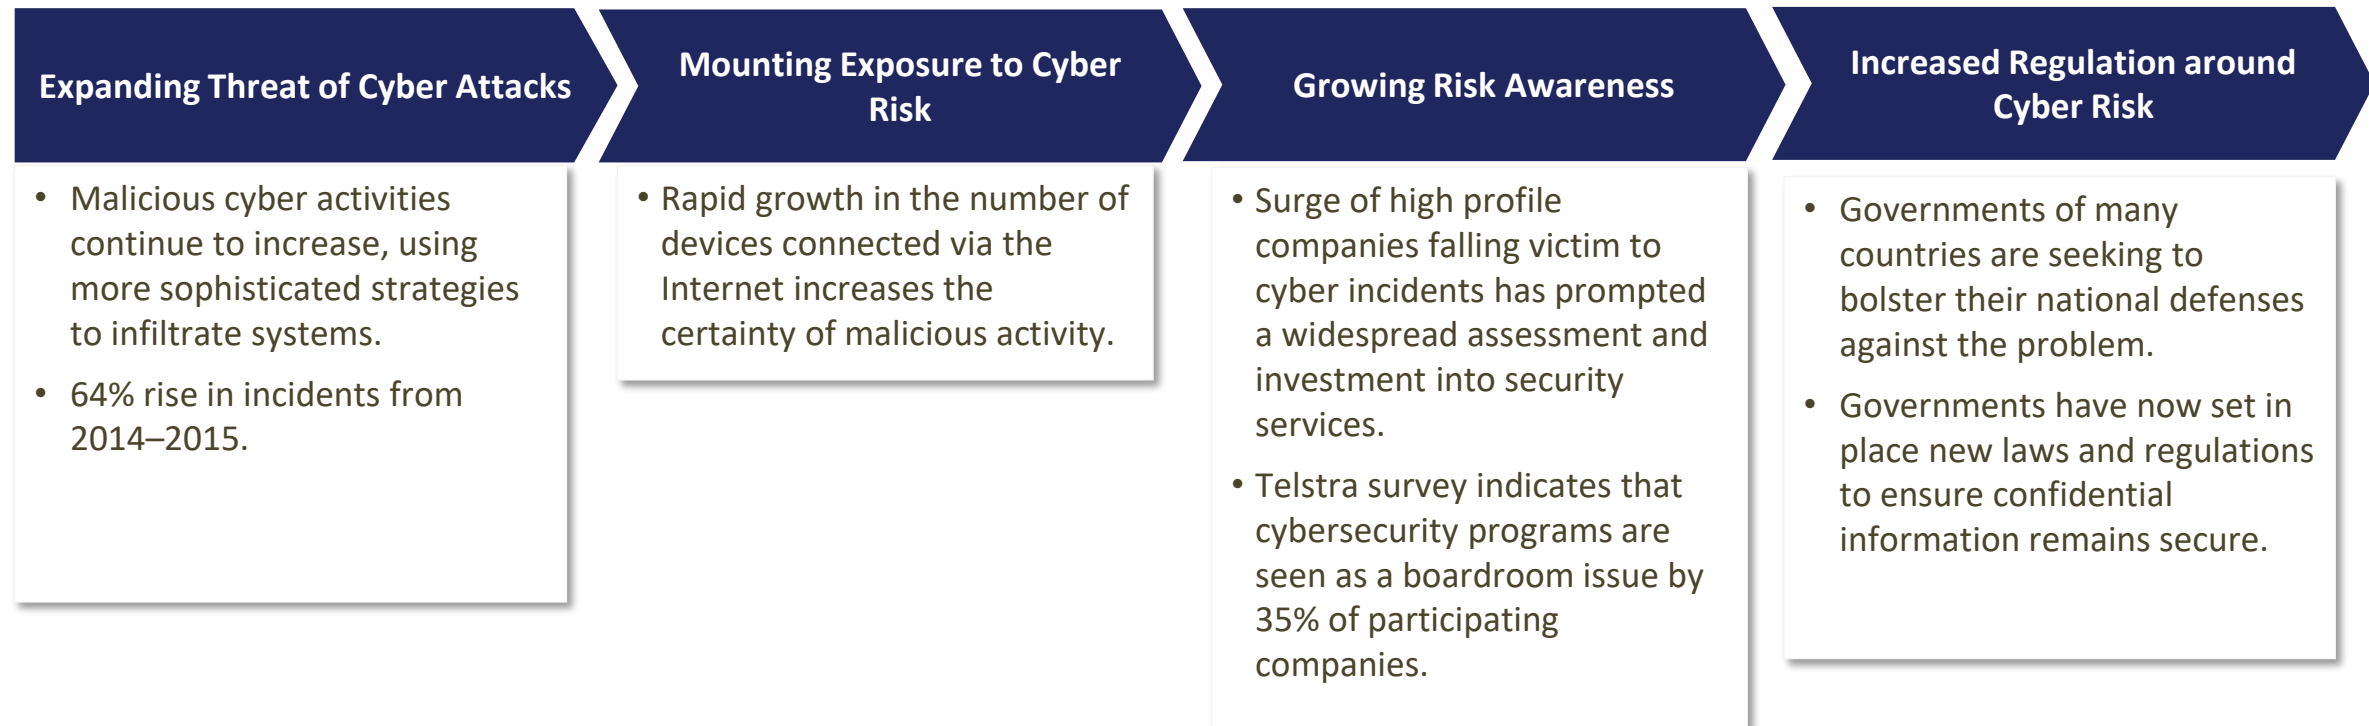 Expanding Threat of Cyber Attacks
• Malicious cyber activities
continue to increase, using
more sophisticated strategies
to infiltrate systems.
• 64% rise in incidents from
2014–2015.
Mounting Exposure to Cyber
Risk
• Rapid growth in the number of
devices connected via the
Internet increases the
certainty of malicious activity.
Growing Risk Awareness
• Surge of high profile
companies falling victim to
cyber incidents has prompted
a widespread assessment and
investment into security
services.
• Telstra survey indicates that
cybersecurity programs are
seen as a boardroom issue by
35% of participating
companies.
Increased Regulation around
Cyber Risk
• Governments of many
countries are seeking to
bolster their national defenses
against the problem.
• Governments have now set in
place new laws and regulations
to ensure confidential
information remains secure.